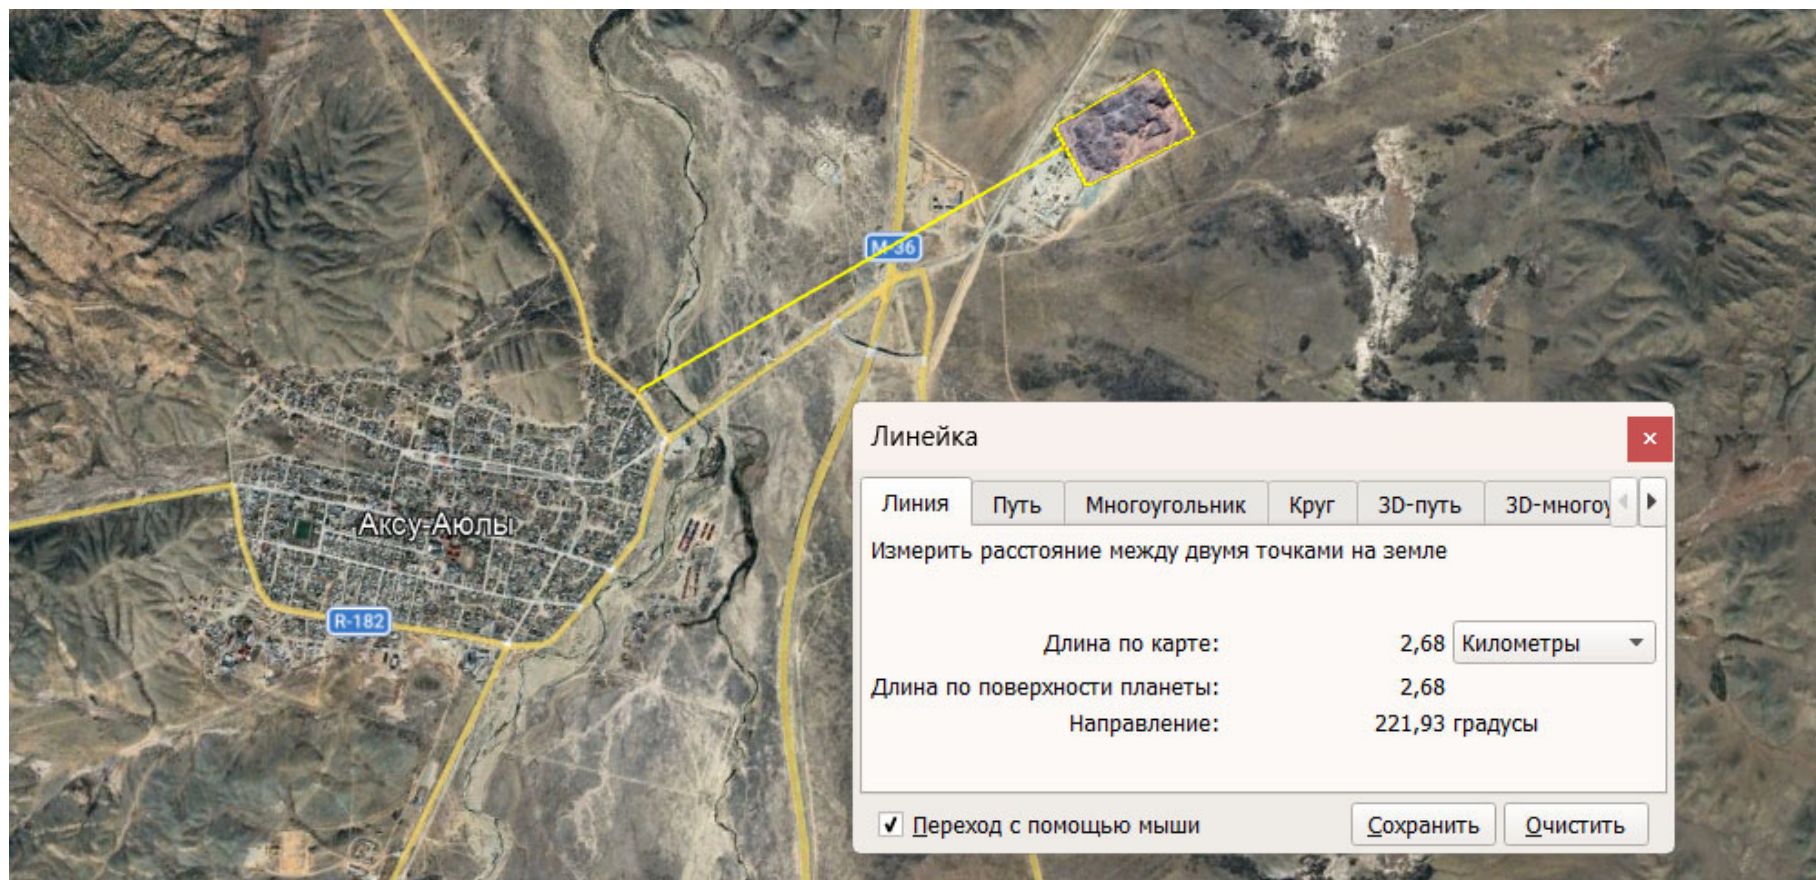 М-36
Линейка
Линия Путь Многоугольник Круг 3D-путь 3D-многоу
Аксу-Аюлы
Измерить расстояние между двумя точками на земле
R-182
Длина по карте: 2,68 Километры
Длина по поверхности планеты: 2,68
Направление: 221,93 градусы
Переход с помощью мыши Сохранить Очистить